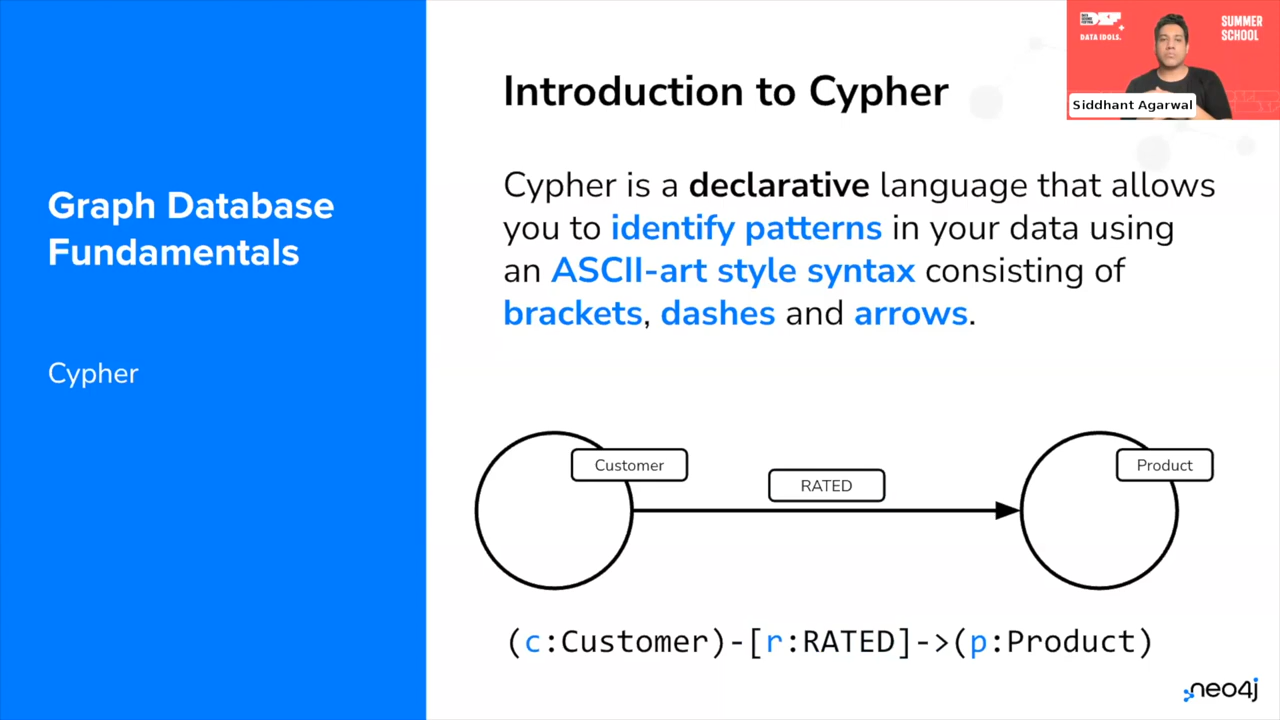 Graph Database
Fundamentals
Cypher
Introduction to Cypher
Cypher is a declarative language that allows
you to identify patterns in your data using
an ASCII-art style syntax consisting of
brackets, dashes and arrows.
Customer
RATED
Product
(c:Customer)-[r:RATED]->(p:Product)
neo4j
DATA IDOLS.
SUMMER
SCHOOL
Siddhant Agarwal